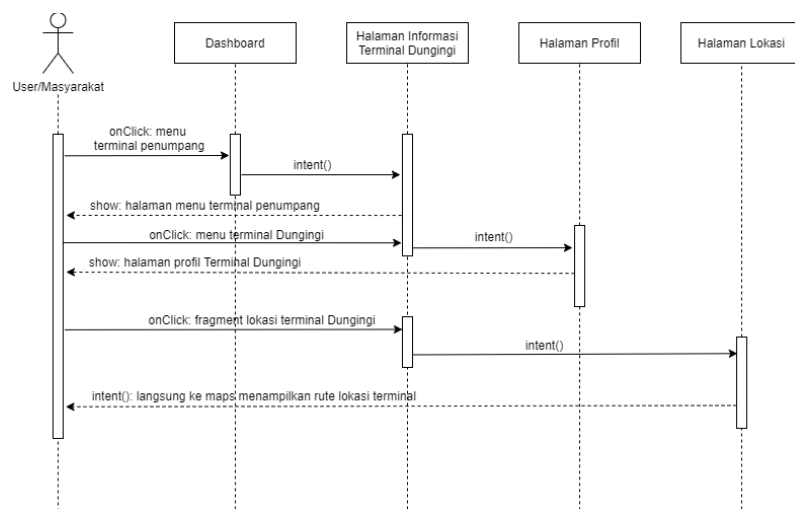 User/Masyarakat
Dashboard
Halaman Informasi
Terminal Dungingi
Halaman Profil
Halaman Lokasi
onClick: menu
terminal penumpang
intent()
show: halaman menu terminal penumpang
onClick: menu terminal Dungingi
intent()
show: halaman profil Terminal Dungingi
onClick: fragment lokasi terminal Dungingi
intent()
intent(): langsung ke maps menampilkan rute lokasi terminal